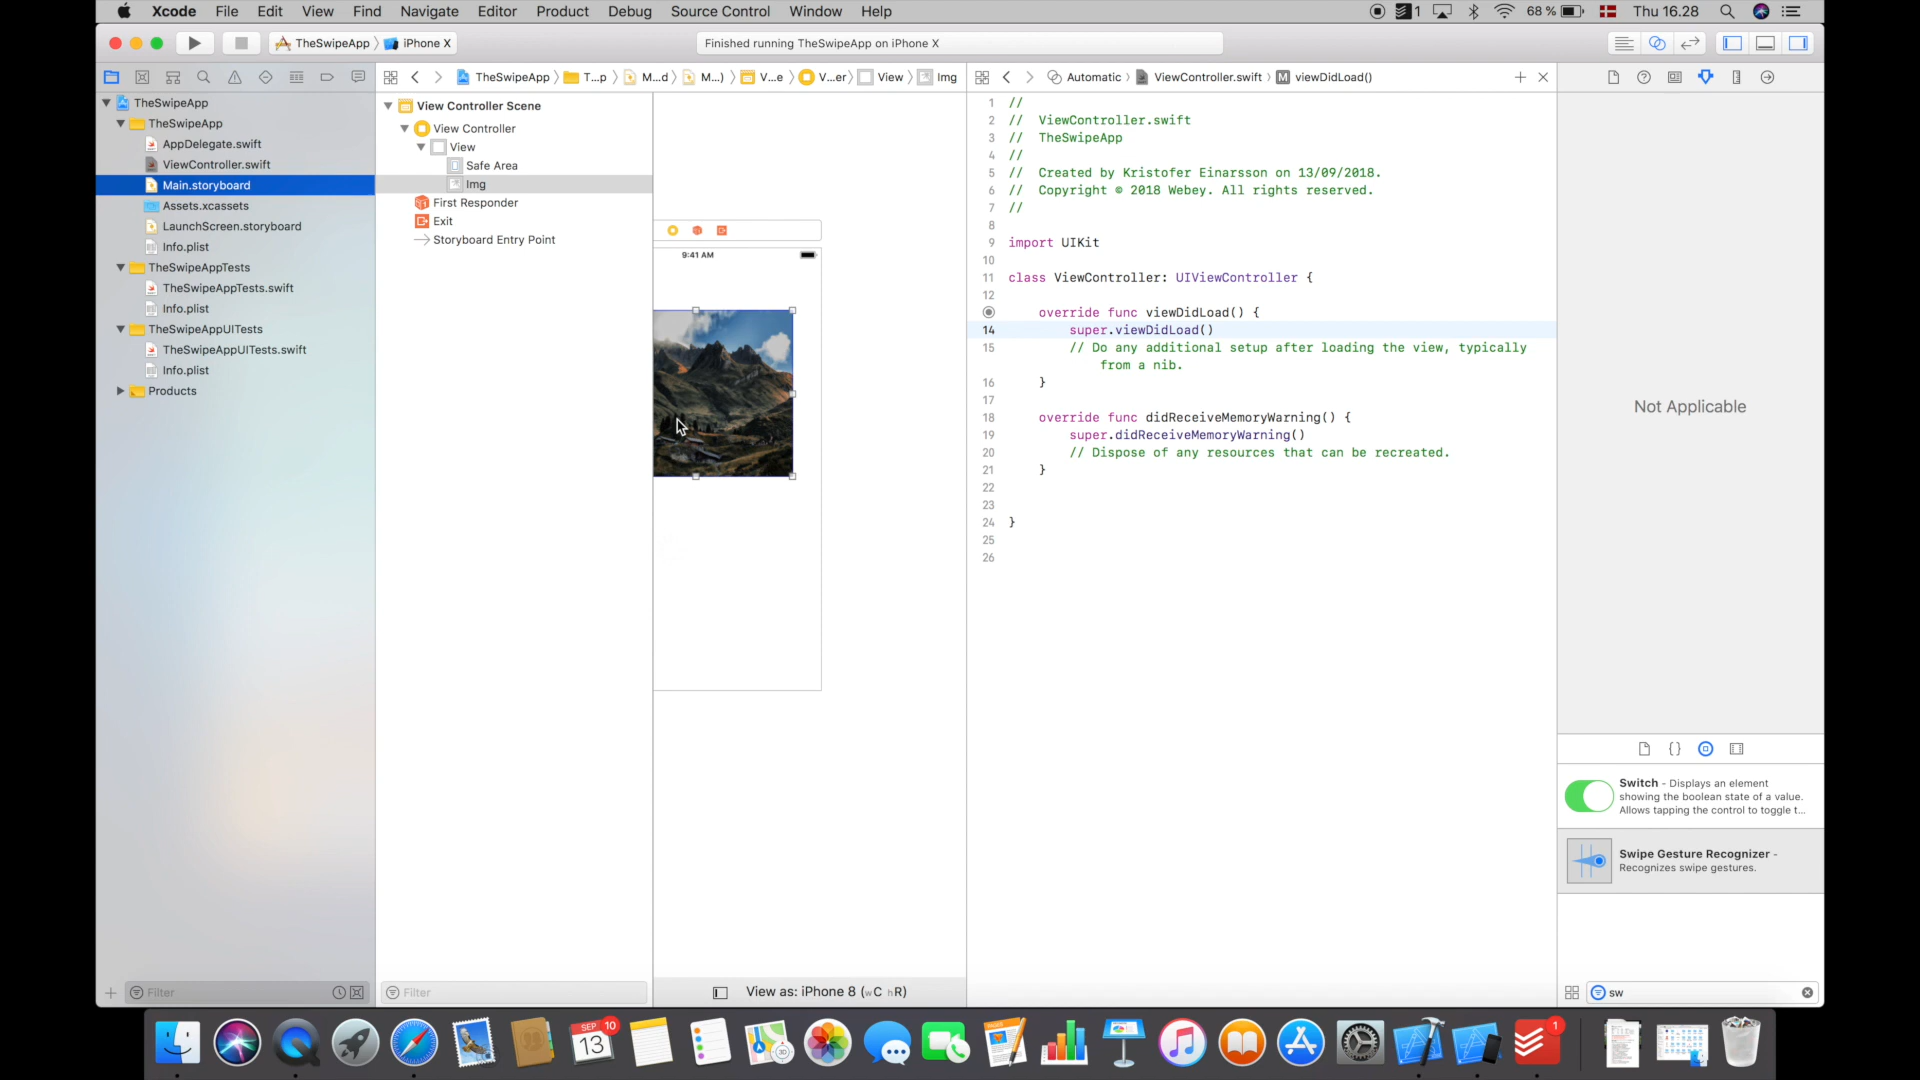 Xcode File Edit View Find Navigate Editor Product Debug Source Control Window Help
1 68 % Thu 16.28
TheSwipeApp iPhone X
Finished running TheSwipeApp on iPhone X
TheSwipeApp T...p M...d M...) V...e V...er View Img
Automatic ViewController.swift M viewDidLoad()
TheSwipeApp
TheSwipeApp
AppDelegate.swift
ViewController.swift
Main.storyboard
Assets.xcassets
LaunchScreen.storyboard
Info.plist
TheSwipeAppTests
TheSwipeAppTests.swift
Info.plist
TheSwipeAppUITests
TheSwipeAppUITests.swift
Info.plist
Products
Filter
View Controller Scene
View Controller
View
Safe Area
Img
First Responder
Exit
Storyboard Entry Point
Filter
9:41 AM
View as: iPhone 8 (wC hR)
1 //
2 //  ViewController.swift
3 //  TheSwipeApp
4 //
5 //  Created by Kristofer Einarsson on 13/09/2018.
6 //  Copyright © 2018 Webey. All rights reserved.
7 //
8
9 import UIKit
10
11 class ViewController: UIViewController {
12
override func viewDidLoad() {
14 super.viewDidLoad()
15 // Do any additional setup after loading the view, typically
from a nib.
16 }
17
18 override func didReceiveMemoryWarning() {
19 super.didReceiveMemoryWarning()
20 // Dispose of any resources that can be recreated.
21 }
22
23
24 }
25
26
Not Applicable
{}
Switch - Displays an element
showing the boolean state of a value.
Allows tapping the control to toggle t...
Swipe Gesture Recognizer -
Recognizes swipe gestures.
sw
SEP 10
13
1